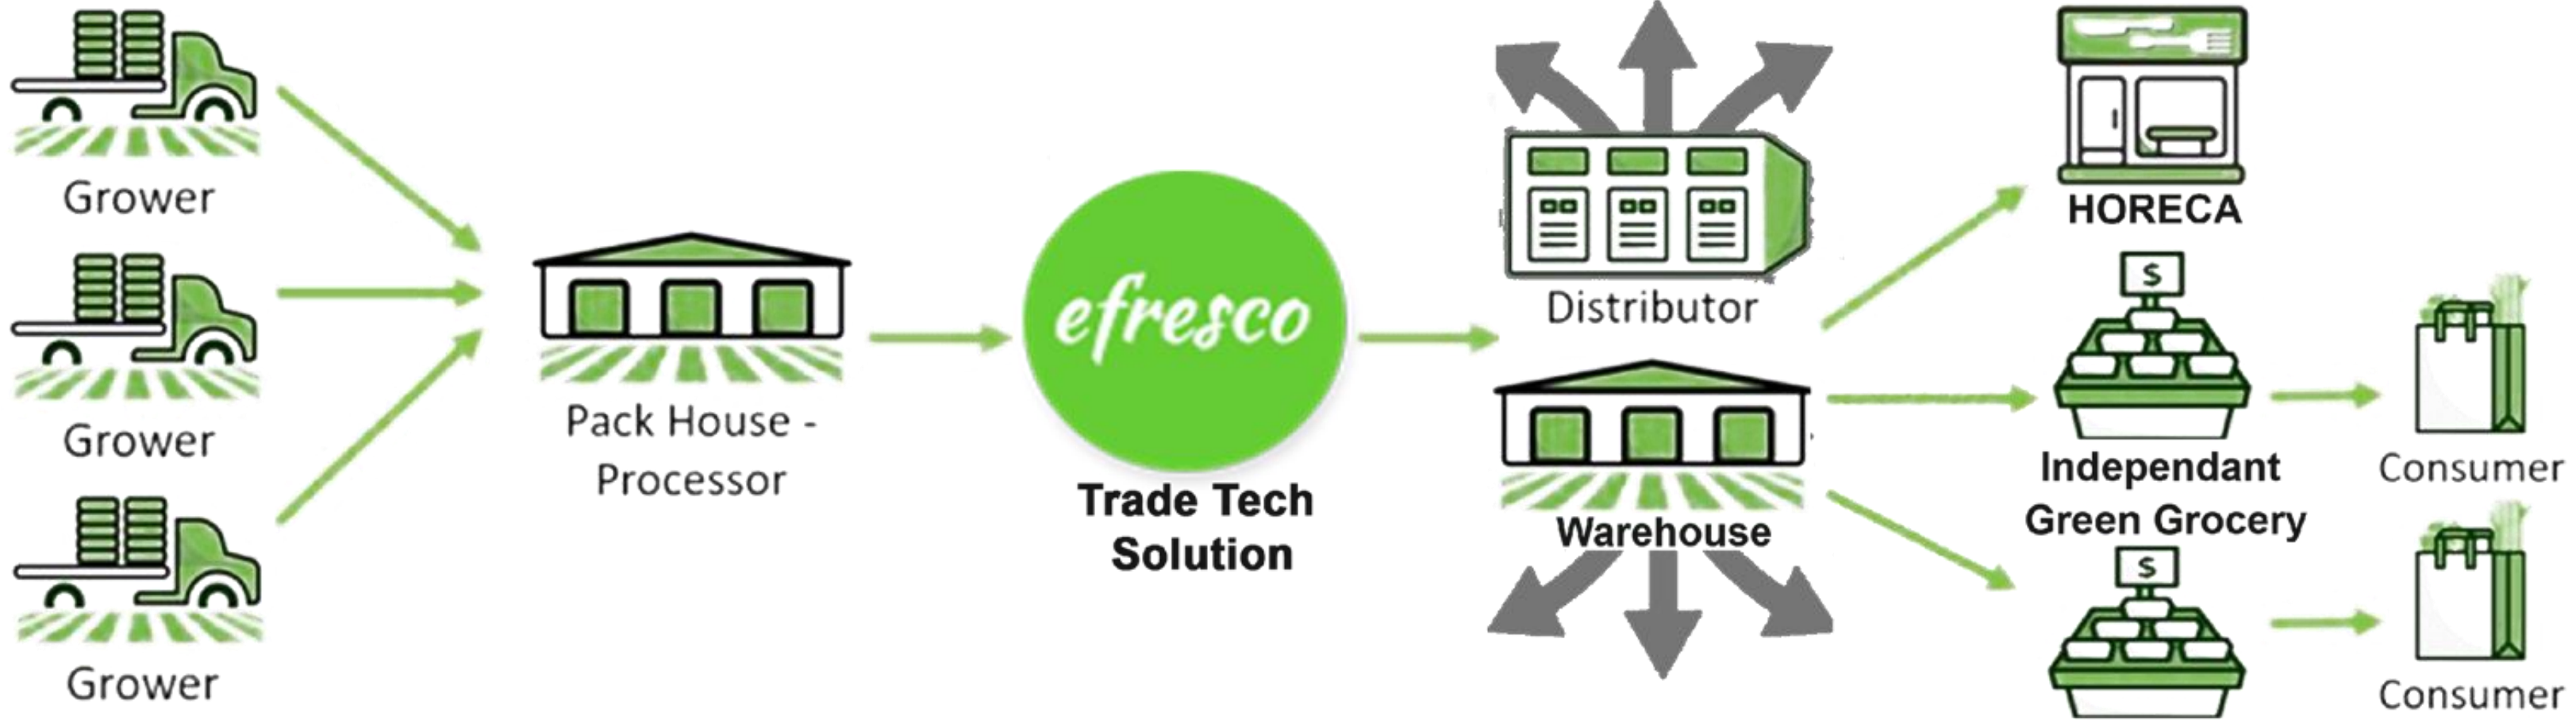 Grower
Grower
Grower
Pack House -
Processor
efresco
Trade Tech
Solution
Distributor
Warehouse
HORECA
$
Independant
Green Grocery
$
Consumer
Consumer